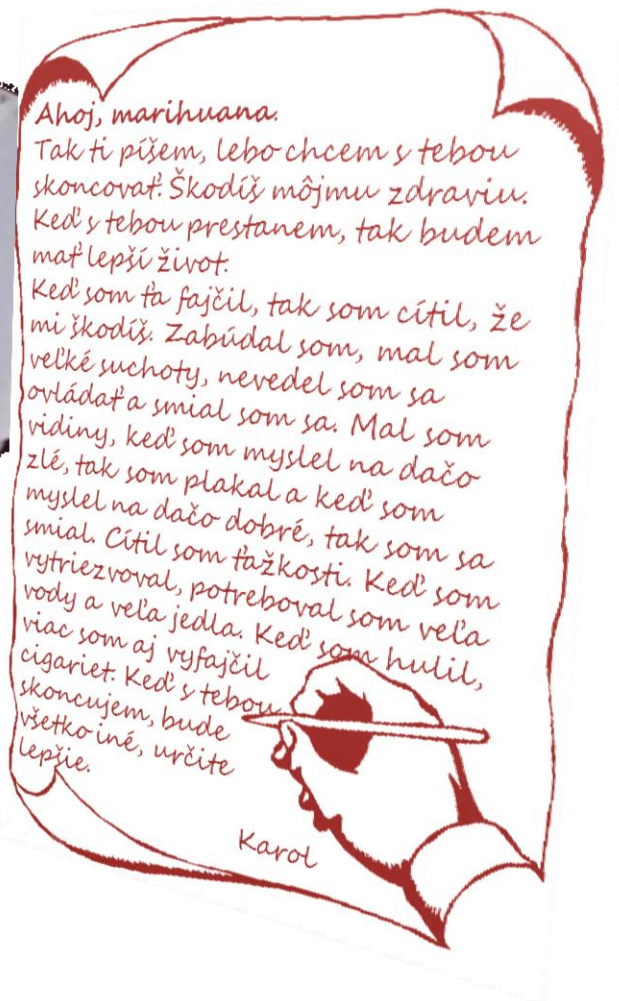 Ahoj, marihuana.
Tak ti píšem, lebo chcem s tebou
skoncovať. Škodíš môjmu zdraviu.
Keď s tebou prestanem, tak budem
mať lepší život.
Keď som ťa fajčil, tak som cítil, že
mi škodíš. Zabúdal som, mal som
veľké suchoty, nevedel som sa
ovládať a smial som sa. Mal som
vidiny, keď som myslel na dačo
zlé, tak som plakal a keď som
myslel na dačo dobré, tak som sa
smial. Cítil som ťažkosti. Keď som
vytriezvoval, potreboval som veľa
vody a veľa jedla. Keď som hulil,
viac som aj vyfajčil
cigariet. Keď s tebou
skoncujem, bude
všetko iné, určite
lepšie.
Karol